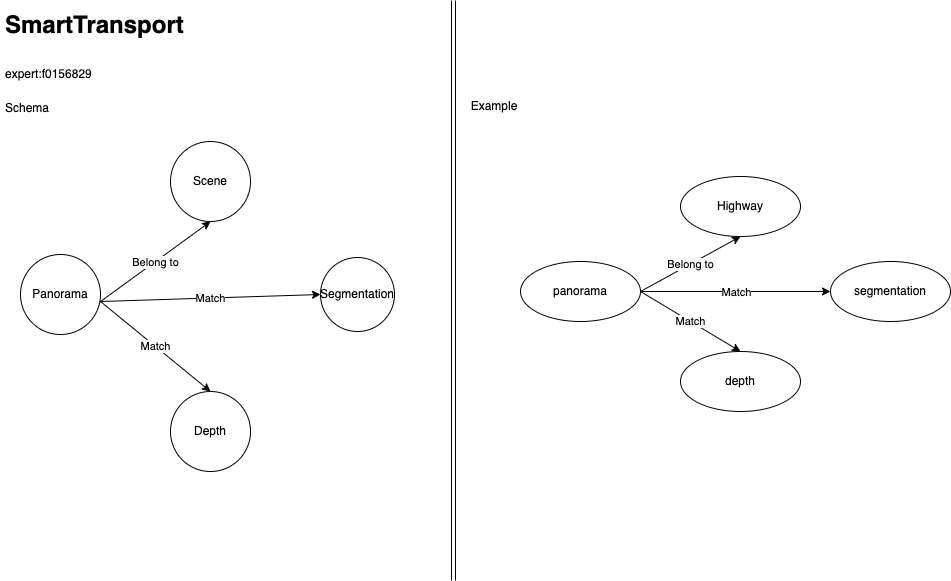 SmartTransport
expert:f0156829
Schema
Scene
Belong to
Panorama
Match
Segmentation
Match
Depth
Example
Highway
Belong to
panorama
Match
segmentation
Match
depth